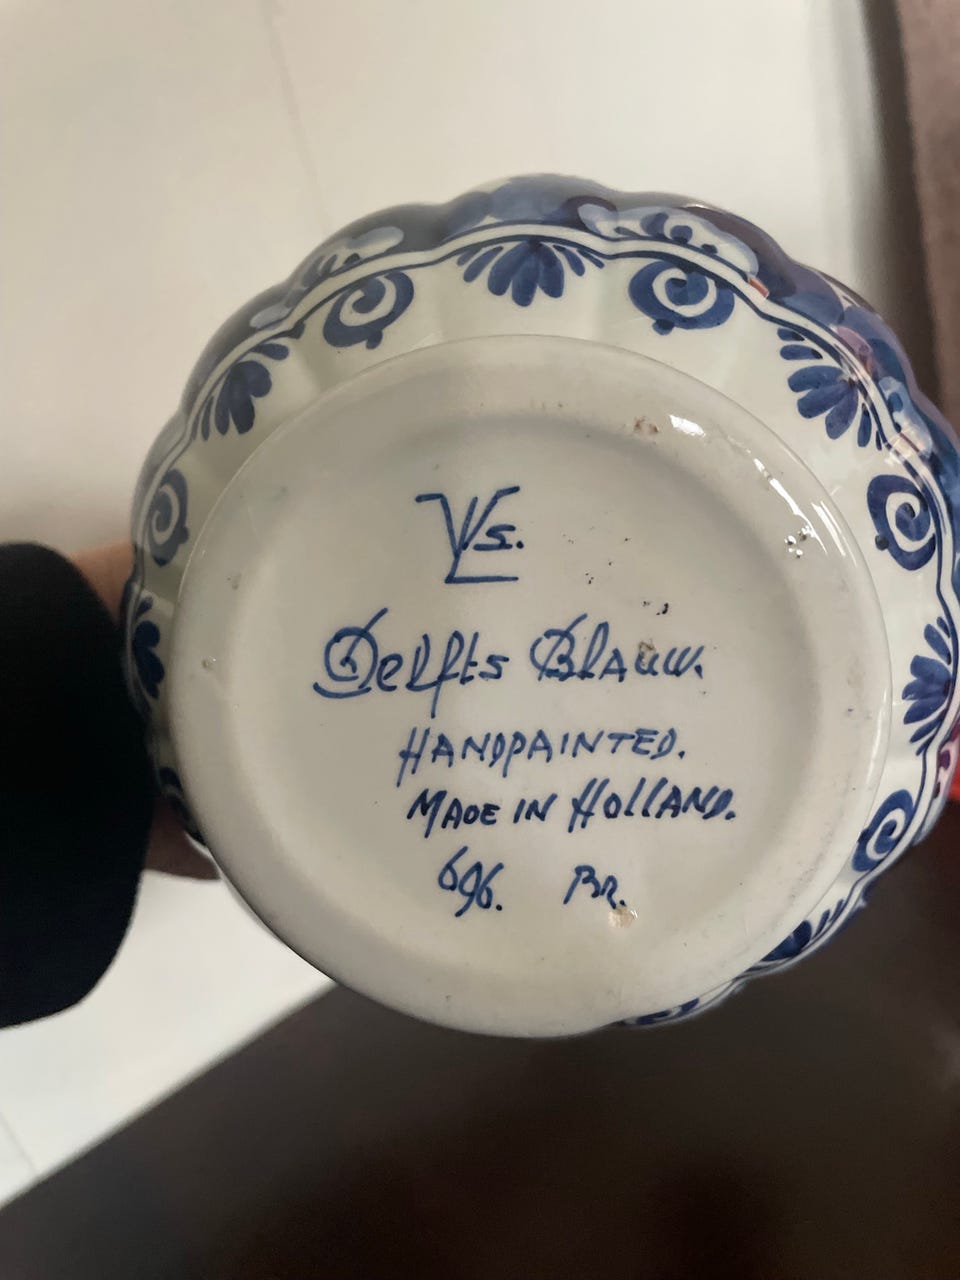 Vs.
Delfts Blauw.
HANDPAINTED.
MADE IN HOLLAND.
696. BR.